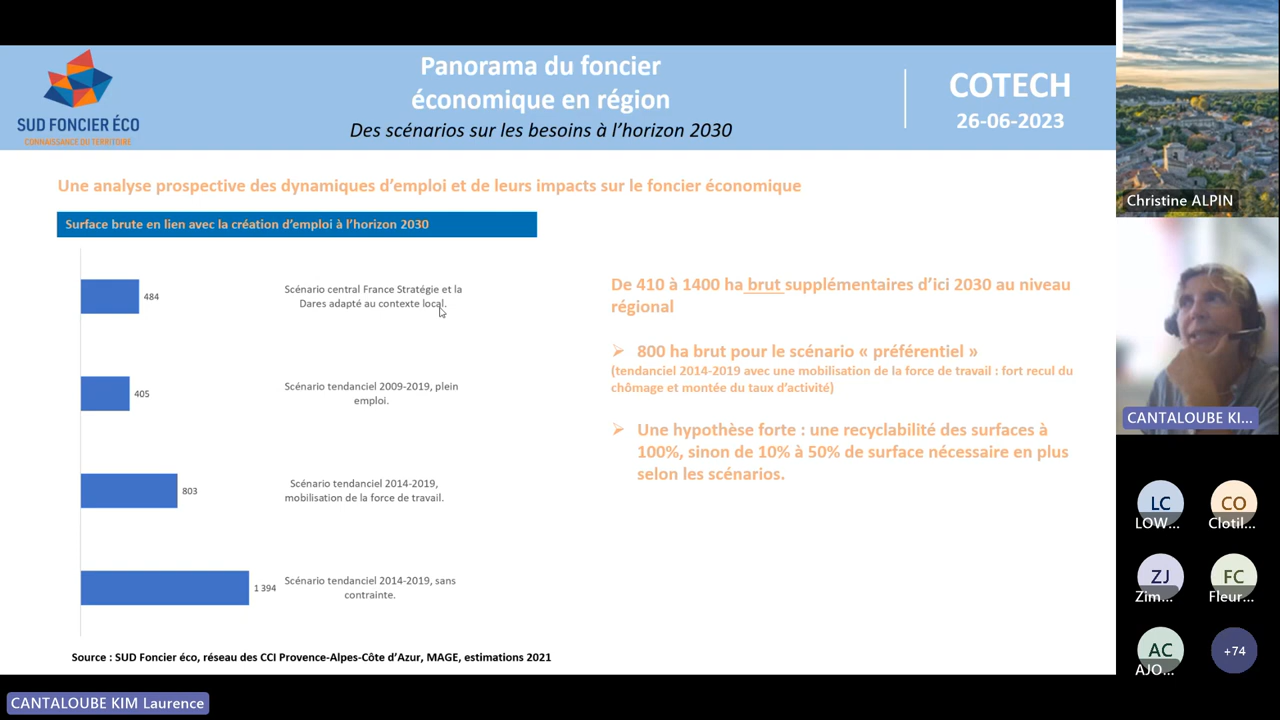 SUD FONCIER ÉCO
CONNAISSANCE DU TERRITOIRE
Panorama du foncier
économique en région
Des scénarios sur les besoins à l'horizon 2030
COTECH
26-06-2023
Une analyse prospective des dynamiques d'emploi et de leurs impacts sur le foncier économique
Surface brute en lien avec la création d'emploi à l'horizon 2030
484
Scénario central France Stratégie et la
Dares adapté au contexte local.
405
Scénario tendanciel 2009-2019, plein
emploi.
803
Scénario tendanciel 2014-2019,
mobilisation de la force de travail.
1 394
Scénario tendanciel 2014-2019, sans
contrainte.
Source : SUD Foncier éco, réseau des CCI Provence-Alpes-Côte d'Azur, MAGE, estimations 2021
De 410 à 1400 ha brut supplémentaires d'ici 2030 au niveau
régional
➢ 800 ha brut pour le scénario « préférentiel »
(tendanciel 2014-2019 avec une mobilisation de la force de travail : fort recul du
chômage et montée du taux d'activité)
➢ Une hypothèse forte : une recyclabilité des surfaces à
100%, sinon de 10% à 50% de surface nécessaire en plus
selon les scénarios.
Christine ALPIN
CANTALOUBE KI...
LC
LOW...
CO
Clotil...
ZJ
Zim...
FC
Fleur...
AC
AJO...
+74
CANTALOUBE KIM Laurence